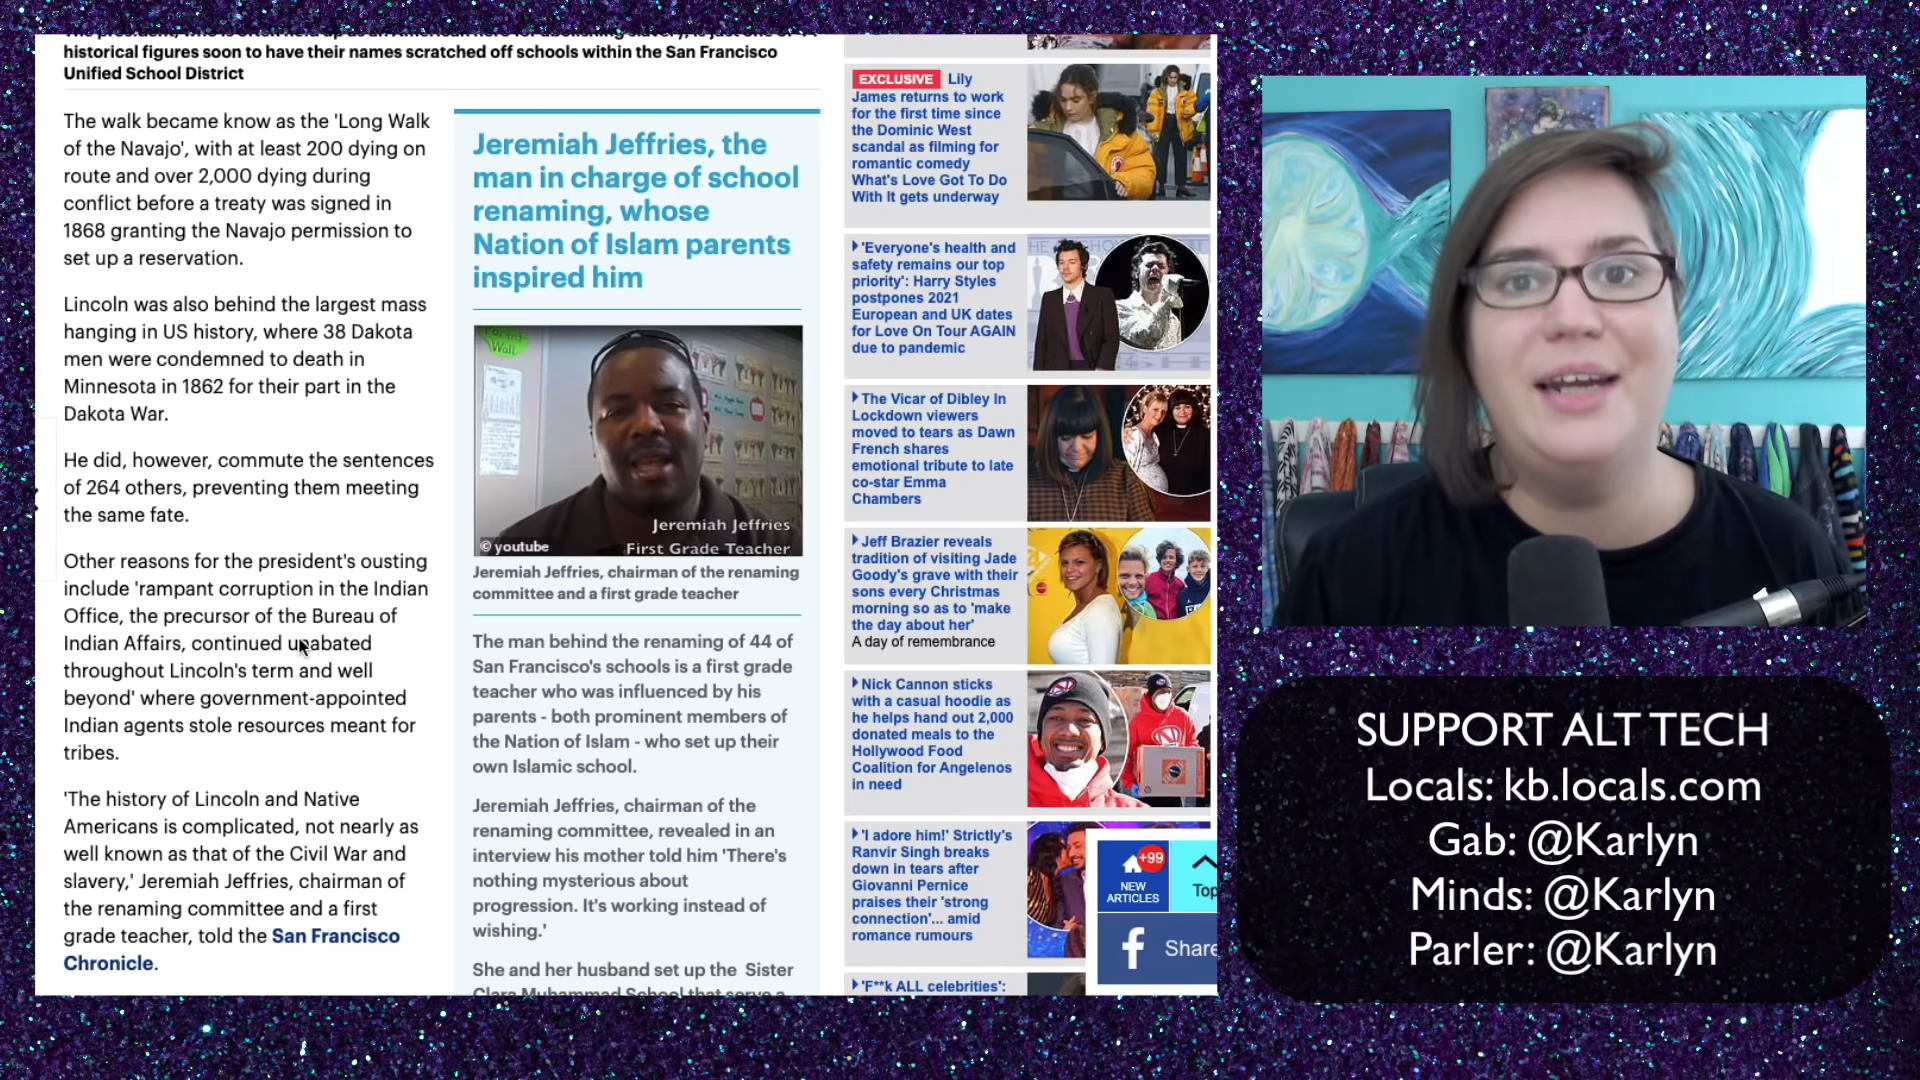 historical figures soon to have their names scratched off schools within the San Francisco
Unified School District
The walk became know as the 'Long Walk
of the Navajo', with at least 200 dying on
route and over 2,000 dying during
conflict before a treaty was signed in
1868 granting the Navajo permission to
set up a reservation.
Lincoln was also behind the largest mass
hanging in US history, where 38 Dakota
men were condemned to death in
Minnesota in 1862 for their part in the
Dakota War.
He did, however, commute the sentences
of 264 others, preventing them meeting
the same fate.
Other reasons for the president's ousting
include 'rampant corruption in the Indian
Office, the precursor of the Bureau of
Indian Affairs, continued unabated
throughout Lincoln's term and well
beyond' where government-appointed
Indian agents stole resources meant for
tribes.
'The history of Lincoln and Native
Americans is complicated, not nearly as
well known as that of the Civil War and
slavery,' Jeremiah Jeffries, chairman of
the renaming committee and a first
grade teacher, told the San Francisco
Chronicle.
Jeremiah Jeffries, the
man in charge of school
renaming, whose
Nation of Islam parents
inspired him
Wall
Jeremiah Jeffries
© youtube First Grade Teacher
Jeremiah Jeffries, chairman of the renaming
committee and a first grade teacher
The man behind the renaming of 44 of
San Francisco's schools is a first grade
teacher who was influenced by his
parents - both prominent members of
the Nation of Islam - who set up their
own Islamic school.
Jeremiah Jeffries, chairman of the
renaming committee, revealed in an
interview his mother told him 'There's
nothing mysterious about
progression. It's working instead of
wishing.'
She and her husband set up the Sister
Clara Muhammad School that serve a
EXCLUSIVE Lily
James returns to work
for the first time since
the Dominic West
scandal as filming for
romantic comedy
What's Love Got To Do
With It gets underway
'Everyone's health and
safety remains our top
priority': Harry Styles
postpones 2021
European and UK dates
for Love On Tour AGAIN
due to pandemic
The Vicar of Dibley In
Lockdown viewers
moved to tears as Dawn
French shares
emotional tribute to late
co-star Emma
Chambers
Jeff Brazier reveals
tradition of visiting Jade
Goody's grave with their
sons every Christmas
morning so as to 'make
the day about her'
A day of remembrance
Nick Cannon sticks
with a casual hoodie as
he helps hand out 2,000
donated meals to the
Hollywood Food
Coalition for Angelenos
in need
'I adore him!' Strictly's
Ranvir Singh breaks
down in tears after
Giovanni Pernice
praises their 'strong
connection'... amid
romance rumours
'F**k ALL celebrities':
+99
NEW
ARTICLES
Top
Share
SUPPORT ALT TECH
Locals: kb.locals.com
Gab: @Karlyn
Minds: @Karlyn
Parler: @Karlyn